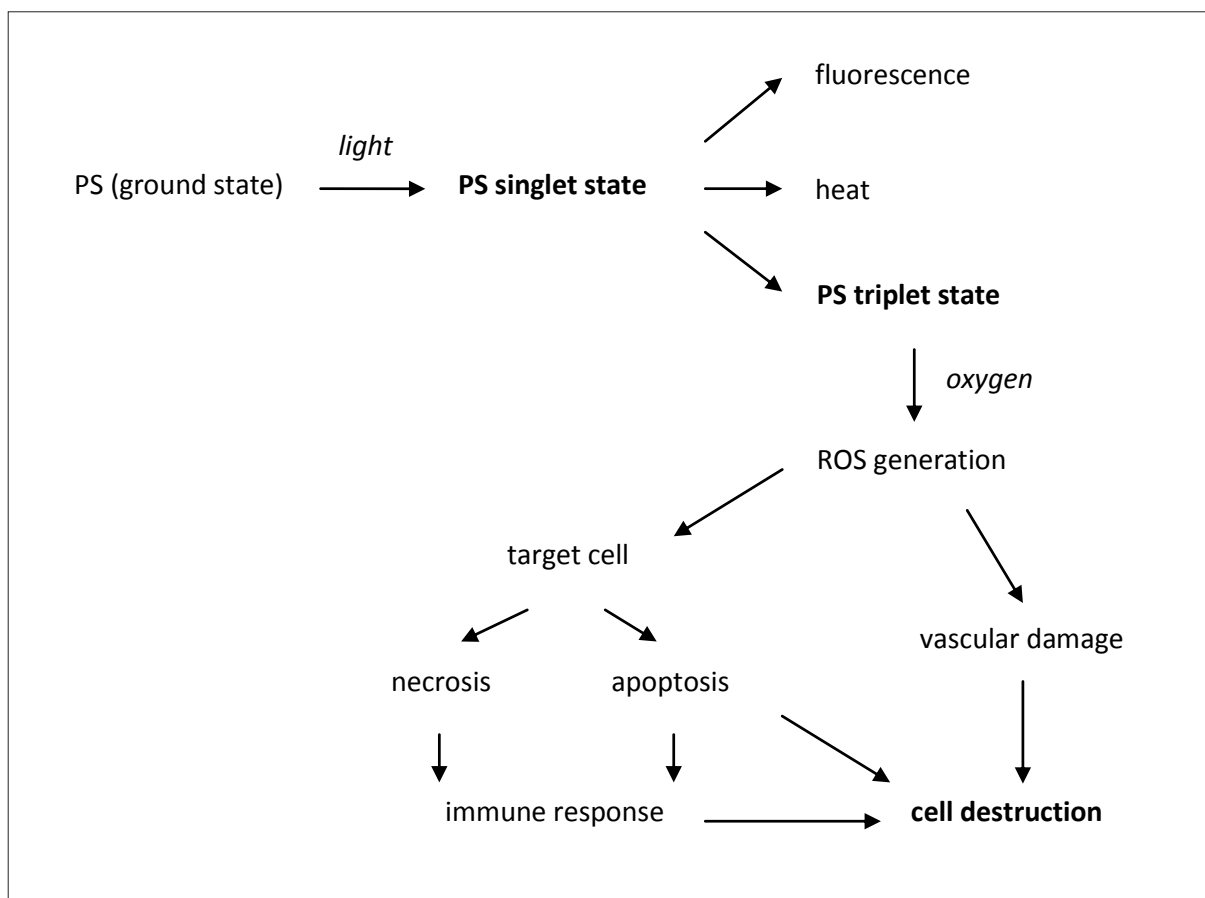 fluorescence
light
PS (ground state)
PS singlet state
heat
PS triplet state
oxygen
ROS generation
target cell
vascular damage
necrosis
apoptosis
immune response
cell destruction